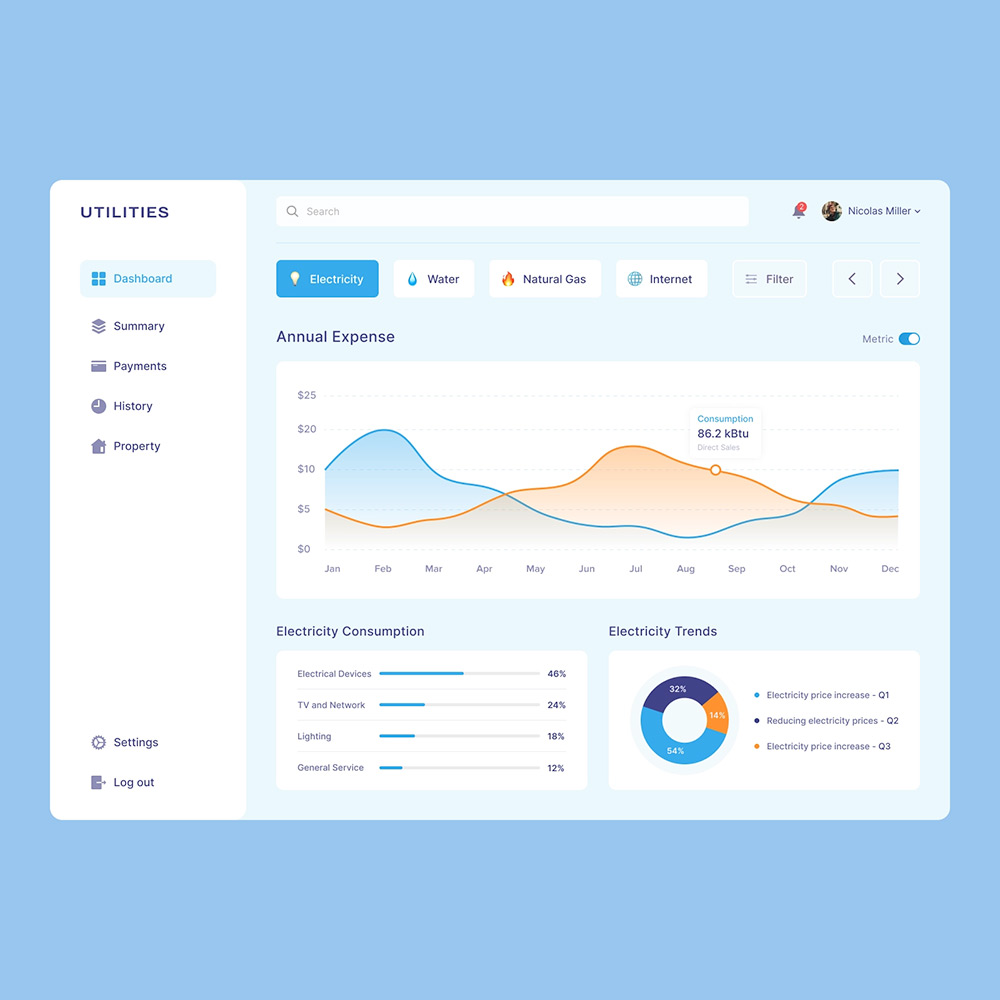 UTILITIES
Search
2
Nicolas Miller
Dashboard
Summary
Payments
History
Property
Settings
Log out
Electricity
Water
Natural Gas
Internet
Filter
Annual Expense
Metric
$25
$20
$10
$5
$0
Consumption
86.2 kBtu
Direct Sales
Jan Feb Mar Apr May Jun Jul Aug Sep Oct Nov Dec
Electricity Consumption
Electrical Devices 46%
TV and Network 24%
Lighting 18%
General Service 12%
Electricity Trends
32%
14%
54%
Electricity price increase - Q1
Reducing electricity prices - Q2
Electricity price increase - Q3